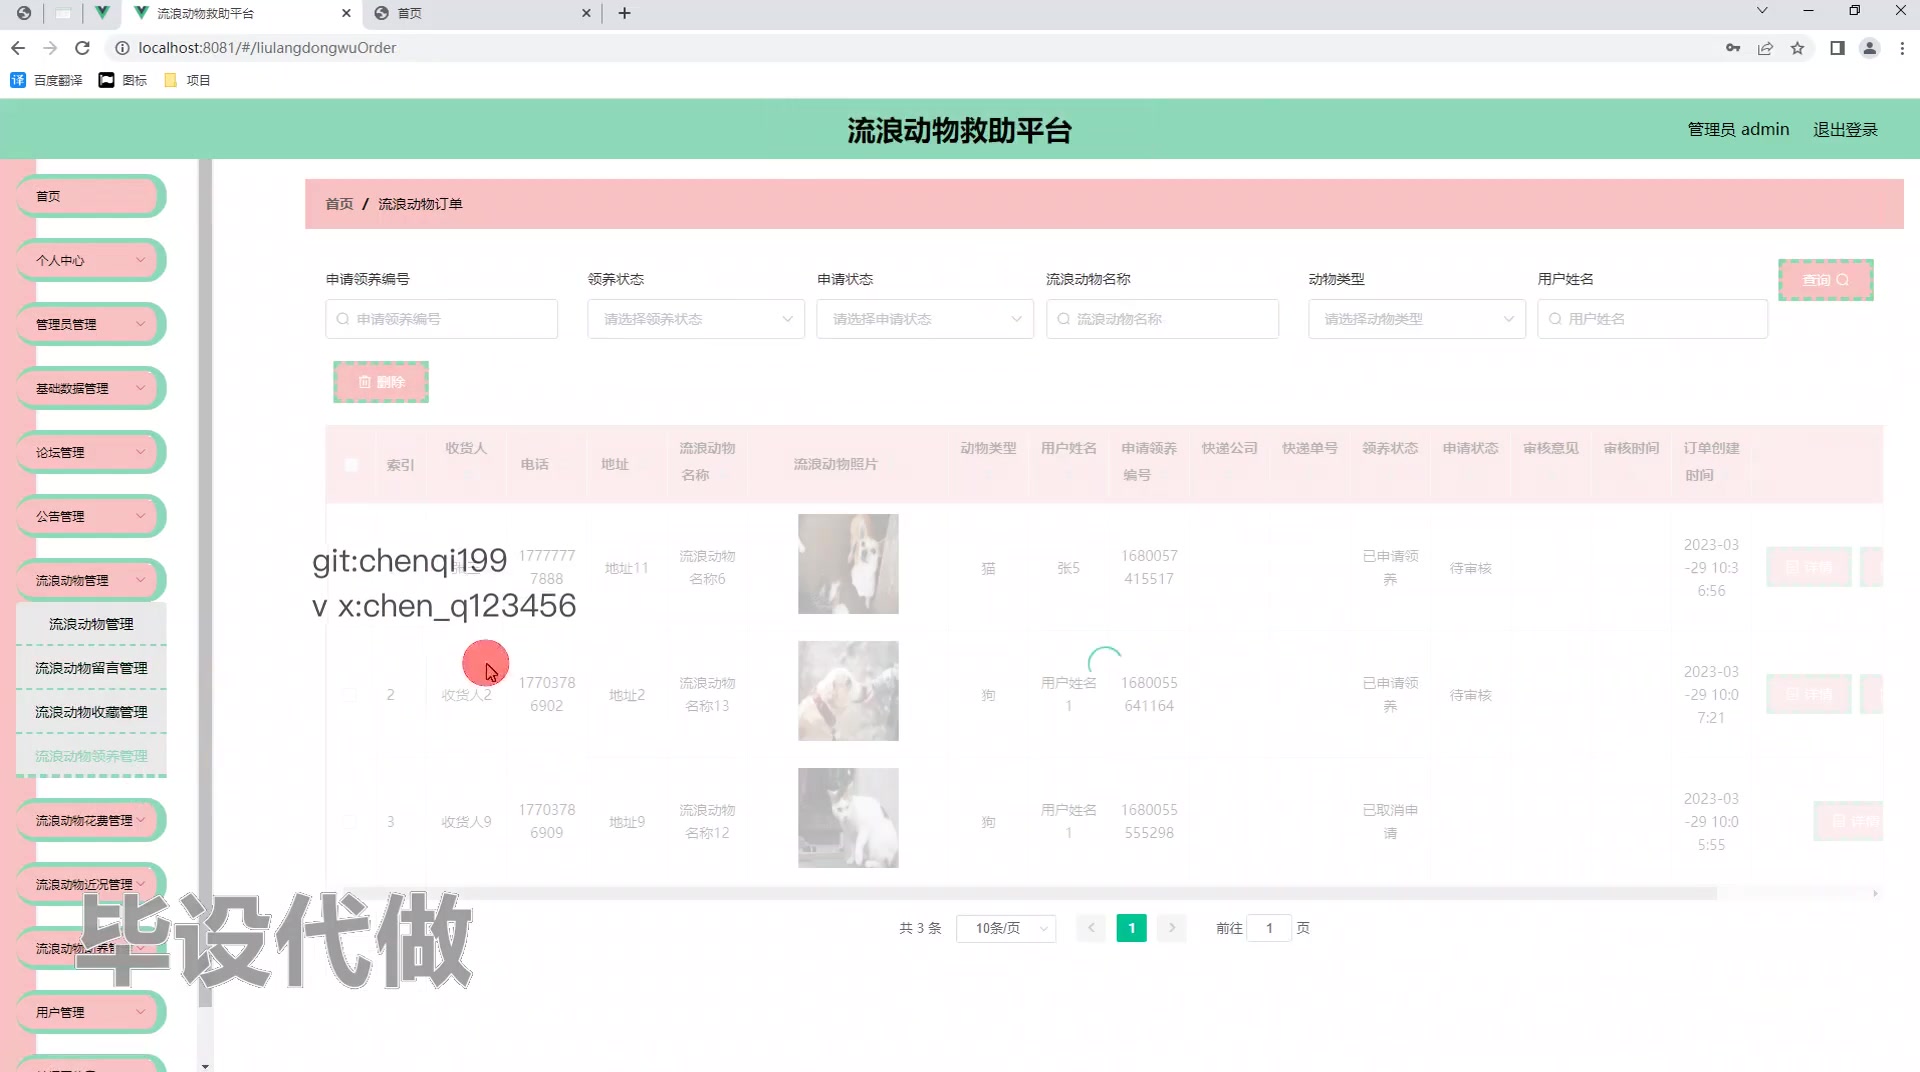 流浪动物救助平台
首页
localhost:8081/#/liulangdongwuOrder
百度翻译
图标
项目
流浪动物救助平台
管理员 admin
退出登录
首页
个人中心
管理员管理
基础数据管理
论坛管理
公告管理
流浪动物管理
流浪动物管理
流浪动物留言管理
流浪动物收藏管理
流浪动物领养管理
流浪动物花费管理
流浪动物近况管理
用户管理
首页 / 流浪动物订单
申请领养编号
领养状态
申请状态
流浪动物名称
动物类型
用户姓名
查询
申请领养编号
请选择领养状态
请选择申请状态
流浪动物名称
请选择动物类型
用户姓名
删除
索引
收货人
电话
地址
流浪动物
名称
流浪动物照片
动物类型
用户姓名
申请领养
编号
快递公司
快递单号
领养状态
申请状态
审核意见
审核时间
订单创建
时间
1777777
7888
地址11
流浪动物
名称6
猫
张5
1680057
415517
已申请领
养
待审核
2023-03
-29 10:3
6:56
详情
git:chenqi199
v x:chen_q123456
2
收货人2
1770378
6902
地址2
流浪动物
名称13
狗
用户姓名
1
1680055
641164
已申请领
养
待审核
2023-03
-29 10:0
7:21
详情
3
收货人9
1770378
6909
地址9
流浪动物
名称12
狗
用户姓名
1
1680055
555298
已取消申
请
2023-03
-29 10:0
5:55
详情
共 3 条
10条/页
1
前往
1
页
毕设代做